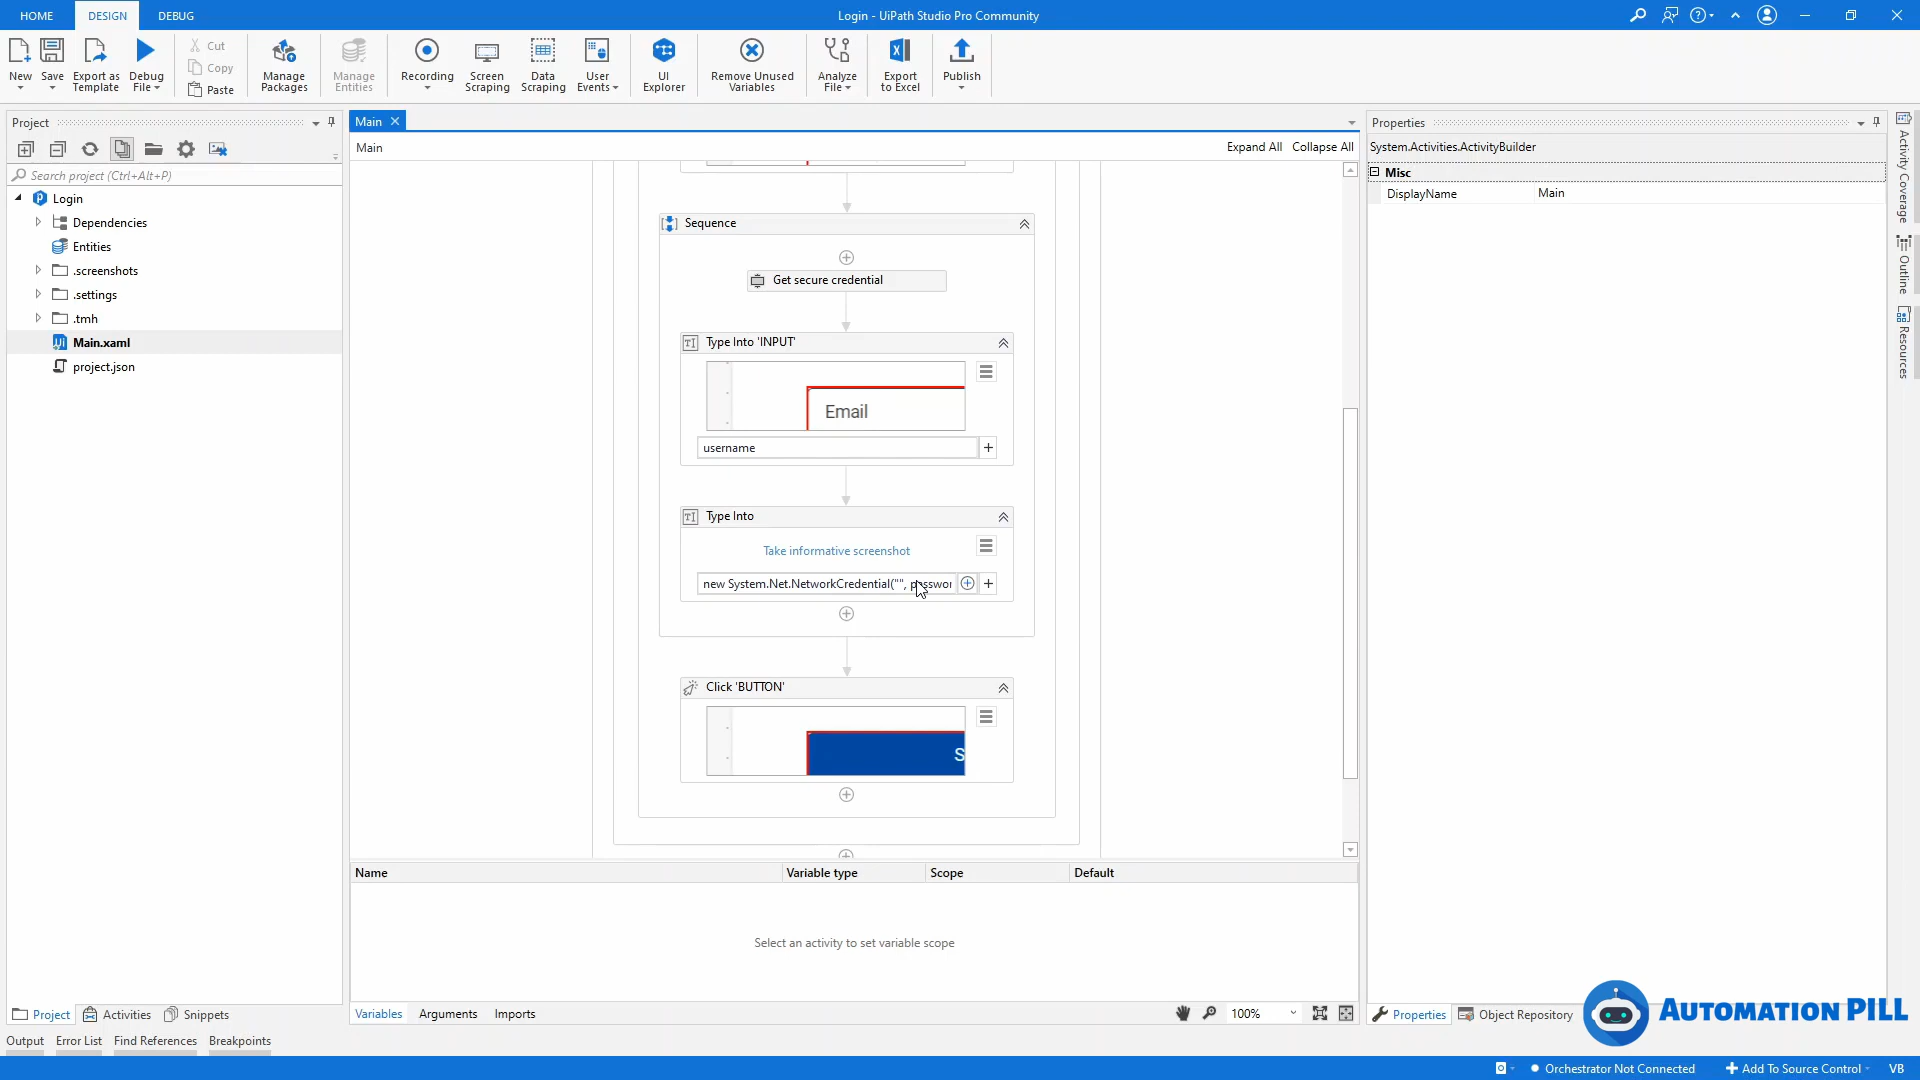 HOME
DESIGN
DEBUG
Login - UiPath Studio Pro Community
New
Save
Export as
Template
Debug
File
Cut
Copy
Paste
Manage
Packages
Manage
Entities
Recording
Screen
Scraping
Data
Scraping
User
Events
UI
Explorer
Remove Unused
Variables
Analyze
File
Export
to Excel
Publish
Project
Search project (Ctrl+Alt+P)
Login
Dependencies
Entities
.screenshots
.settings
.tmh
Main.xaml
project.json
Main
Main
Expand All
Collapse All
Sequence
Get secure credential
Type Into 'INPUT'
Email
username
Type Into
Take informative screenshot
new System.Net.NetworkCredential("", passwor
Click 'BUTTON'
S
Name
Variable type
Scope
Default
Select an activity to set variable scope
Variables
Arguments
Imports
100%
Properties
System.Activities.ActivityBuilder
Misc
DisplayName
Main
Activity Coverage
Outline
Resources
Project
Activities
Snippets
Properties
Object Repository
AUTOMATION PILL
Output
Error List
Find References
Breakpoints
Orchestrator Not Connected
Add To Source Control
VB